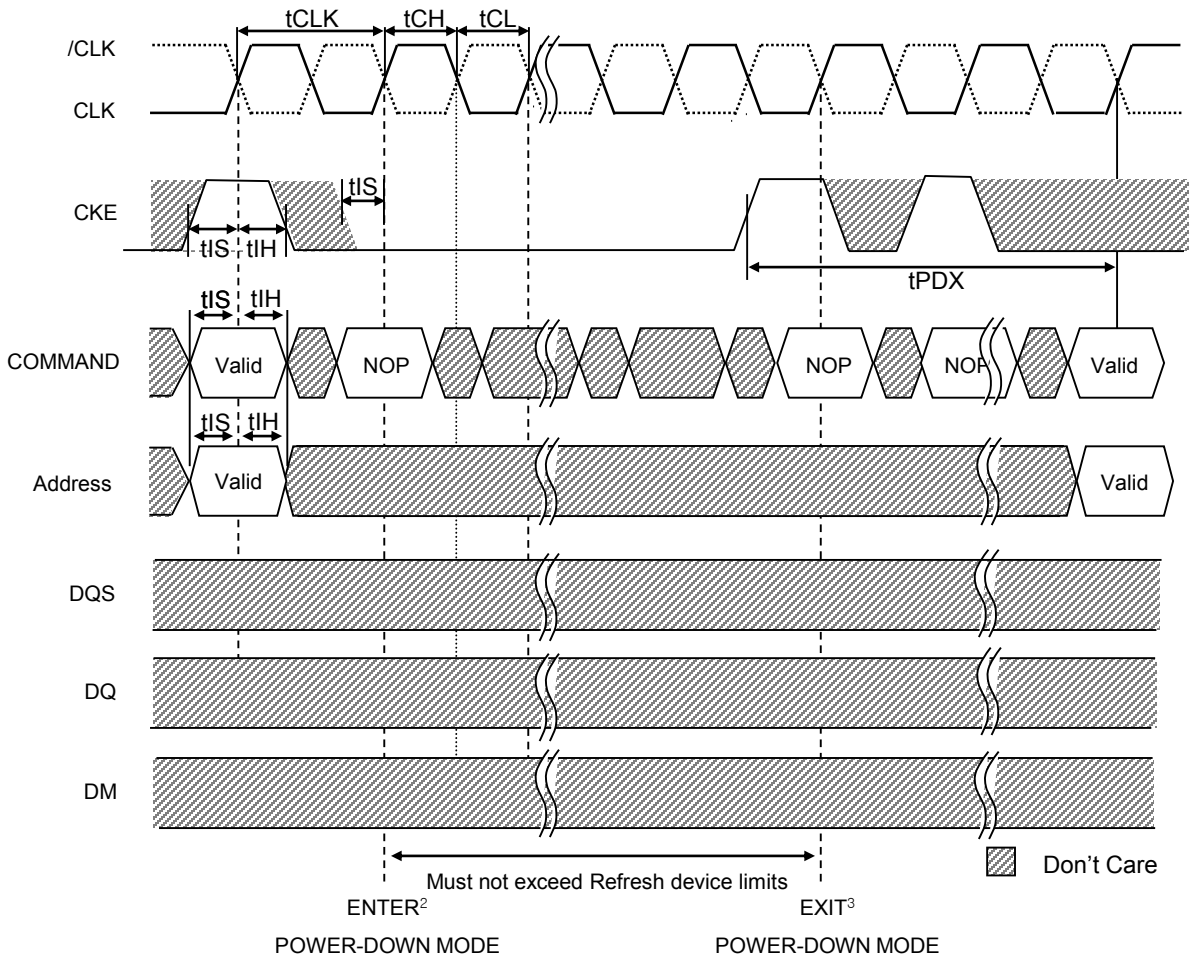 tCLK tCH tCL
/CLK
CLK
tIS
CKE
tIS tIH
tPDX
tIS tIH
COMMAND Valid NOP NOP NOP Valid
tIS tIH
Address Valid Valid
DQS
DQ
DM
Must not exceed Refresh device limits
Don't Care
ENTER2 EXIT3
POWER-DOWN MODE POWER-DOWN MODE